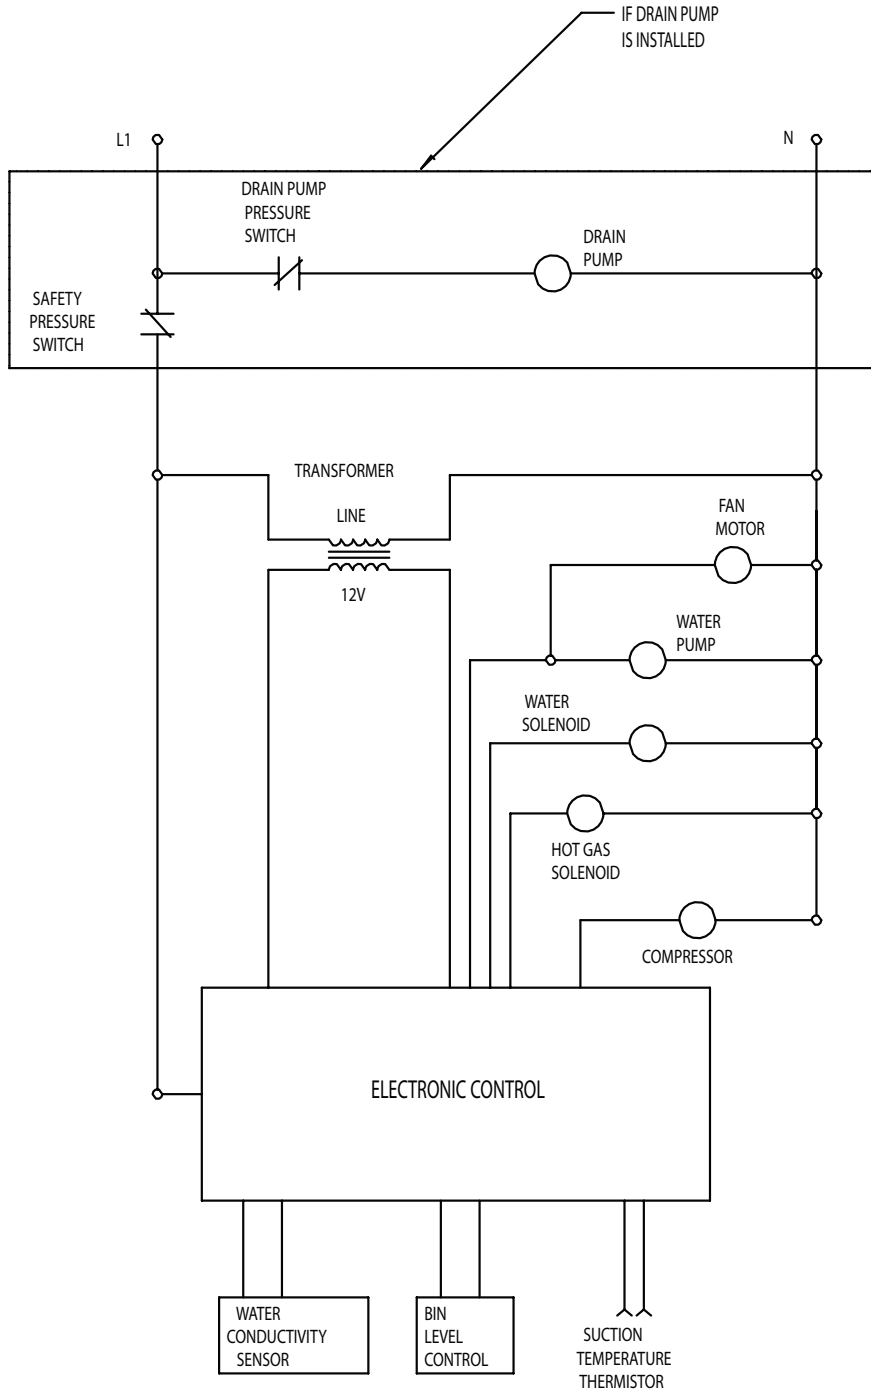 IF DRAIN PUMP
IS INSTALLED
L1
N
DRAIN PUMP
PRESSURE
SWITCH
DRAIN
PUMP
SAFETY
PRESSURE
SWITCH
TRANSFORMER
LINE
12V
FAN
MOTOR
WATER
PUMP
WATER
SOLENOID
HOT GAS
SOLENOID
COMPRESSOR
ELECTRONIC CONTROL
WATER
CONDUCTIVITY
SENSOR
BIN
LEVEL
CONTROL
SUCTION
TEMPERATURE
THERMISTOR